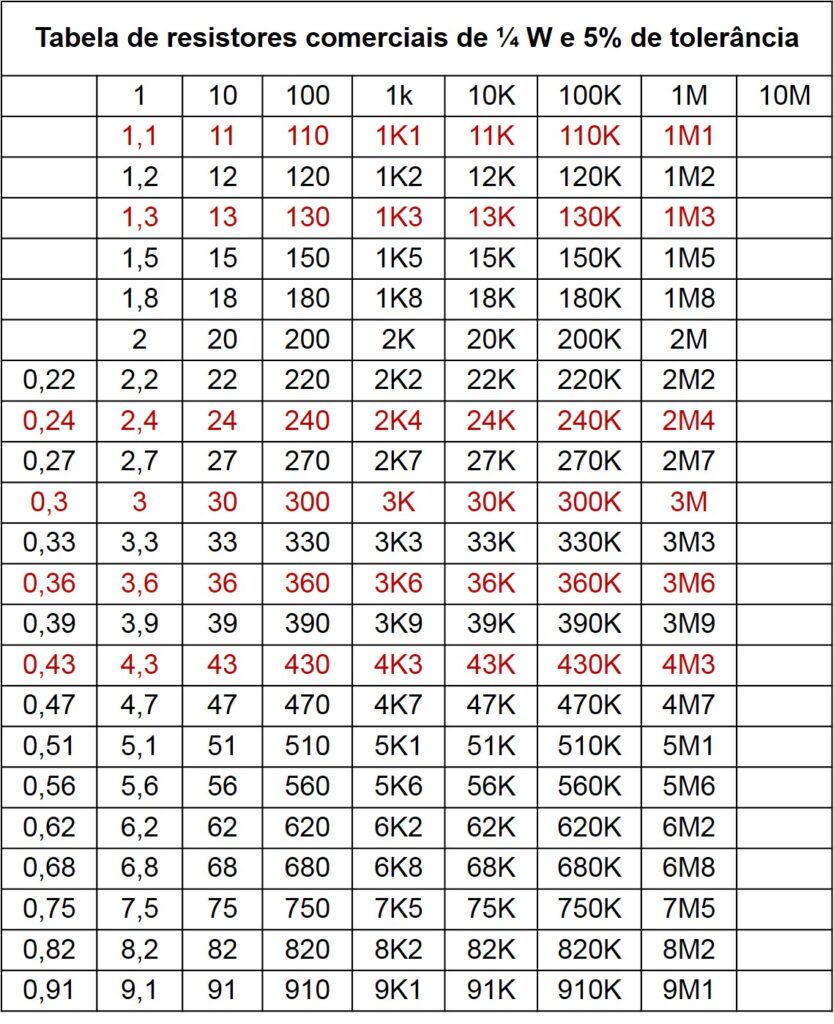 Tabela de resistores comerciais de ¼ W e 5% de tolerância
1 10 100 1k 10K 100K 1M 10M
1,1 11 110 1K1 11K 110K 1M1
1,2 12 120 1K2 12K 120K 1M2
1,3 13 130 1K3 13K 130K 1M3
1,5 15 150 1K5 15K 150K 1M5
1,8 18 180 1K8 18K 180K 1M8
2 20 200 2K 20K 200K 2M
0,22 2,2 22 220 2K2 22K 220K 2M2
0,24 2,4 24 240 2K4 24K 240K 2M4
0,27 2,7 27 270 2K7 27K 270K 2M7
0,3 3 30 300 3K 30K 300K 3M
0,33 3,3 33 330 3K3 33K 330K 3M3
0,36 3,6 36 360 3K6 36K 360K 3M6
0,39 3,9 39 390 3K9 39K 390K 3M9
0,43 4,3 43 430 4K3 43K 430K 4M3
0,47 4,7 47 470 4K7 47K 470K 4M7
0,51 5,1 51 510 5K1 51K 510K 5M1
0,56 5,6 56 560 5K6 56K 560K 5M6
0,62 6,2 62 620 6K2 62K 620K 6M2
0,68 6,8 68 680 6K8 68K 680K 6M8
0,75 7,5 75 750 7K5 75K 750K 7M5
0,82 8,2 82 820 8K2 82K 820K 8M2
0,91 9,1 91 910 9K1 91K 910K 9M1